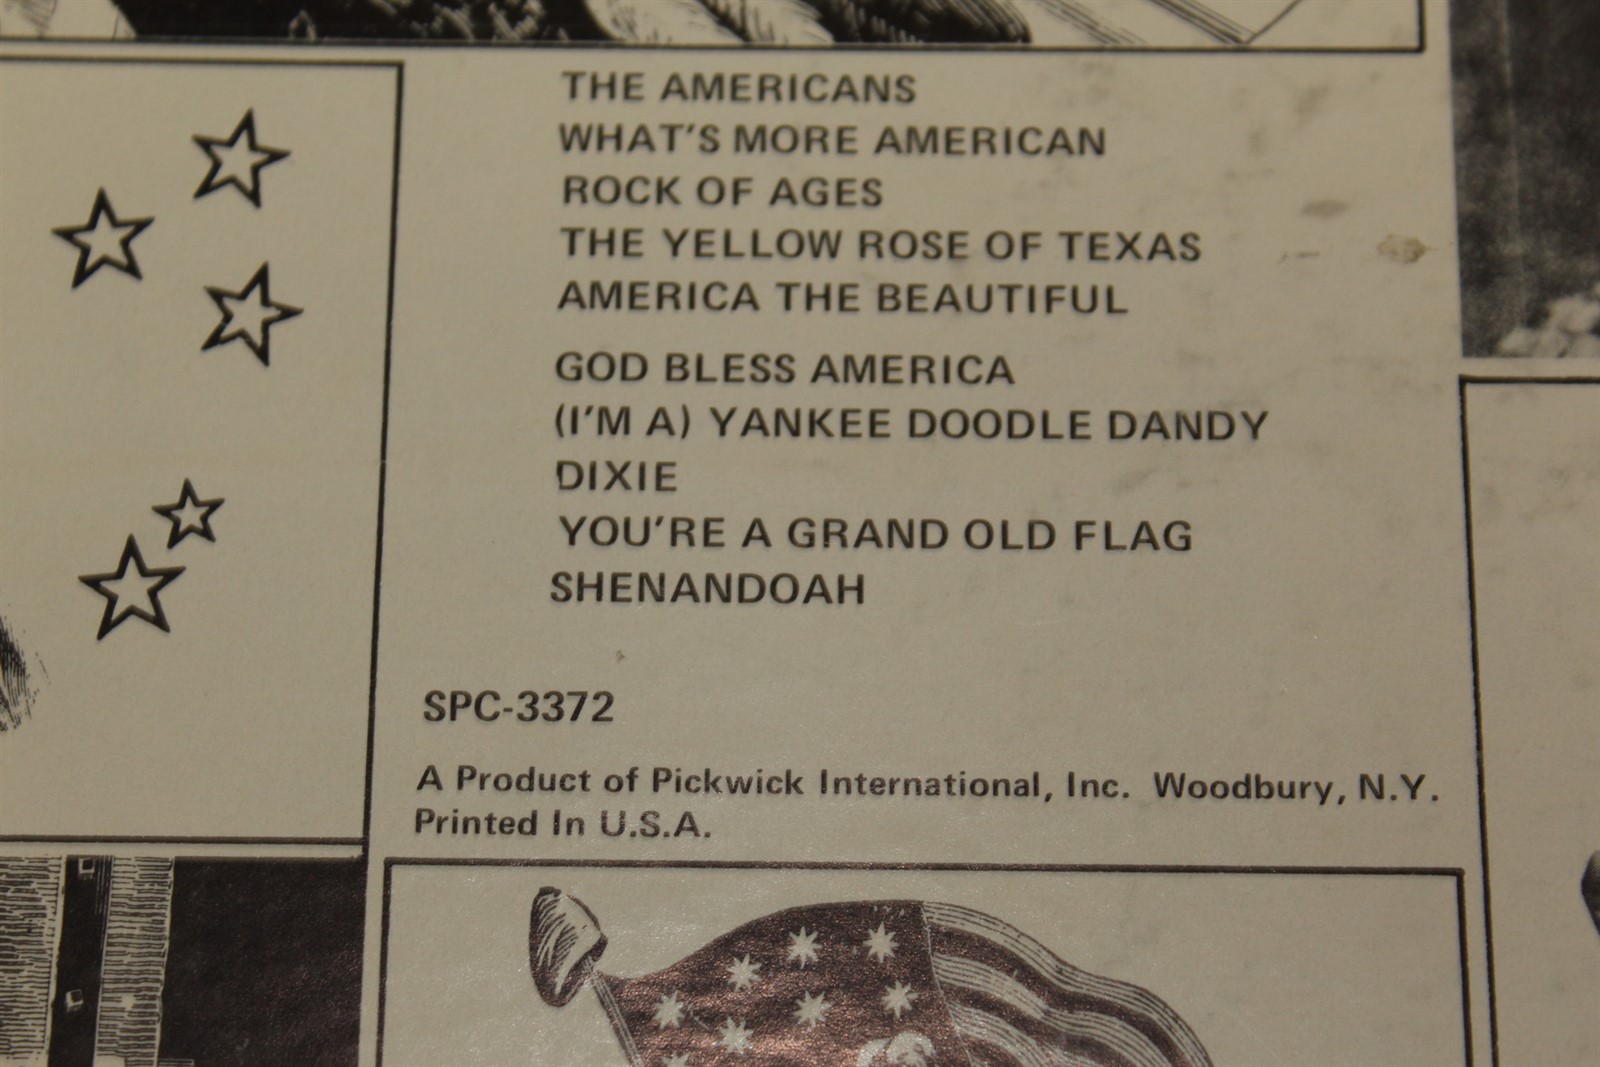 THE AMERICANS
WHAT'S MORE AMERICAN
ROCK OF AGES
THE YELLOW ROSE OF TEXAS
AMERICA THE BEAUTIFUL
GOD BLESS AMERICA
(I'M A) YANKEE DOODLE DANDY
DIXIE
YOU'RE A GRAND OLD FLAG
SHENANDOAH
SPC-3372
A Product of Pickwick International, Inc. Woodbury, N.Y.
Printed In U.S.A.